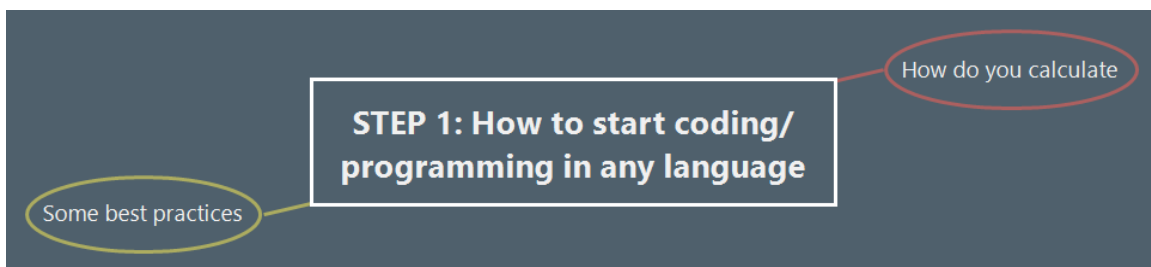 How do you calculate
STEP 1: How to start coding/
programming in any language
Some best practices